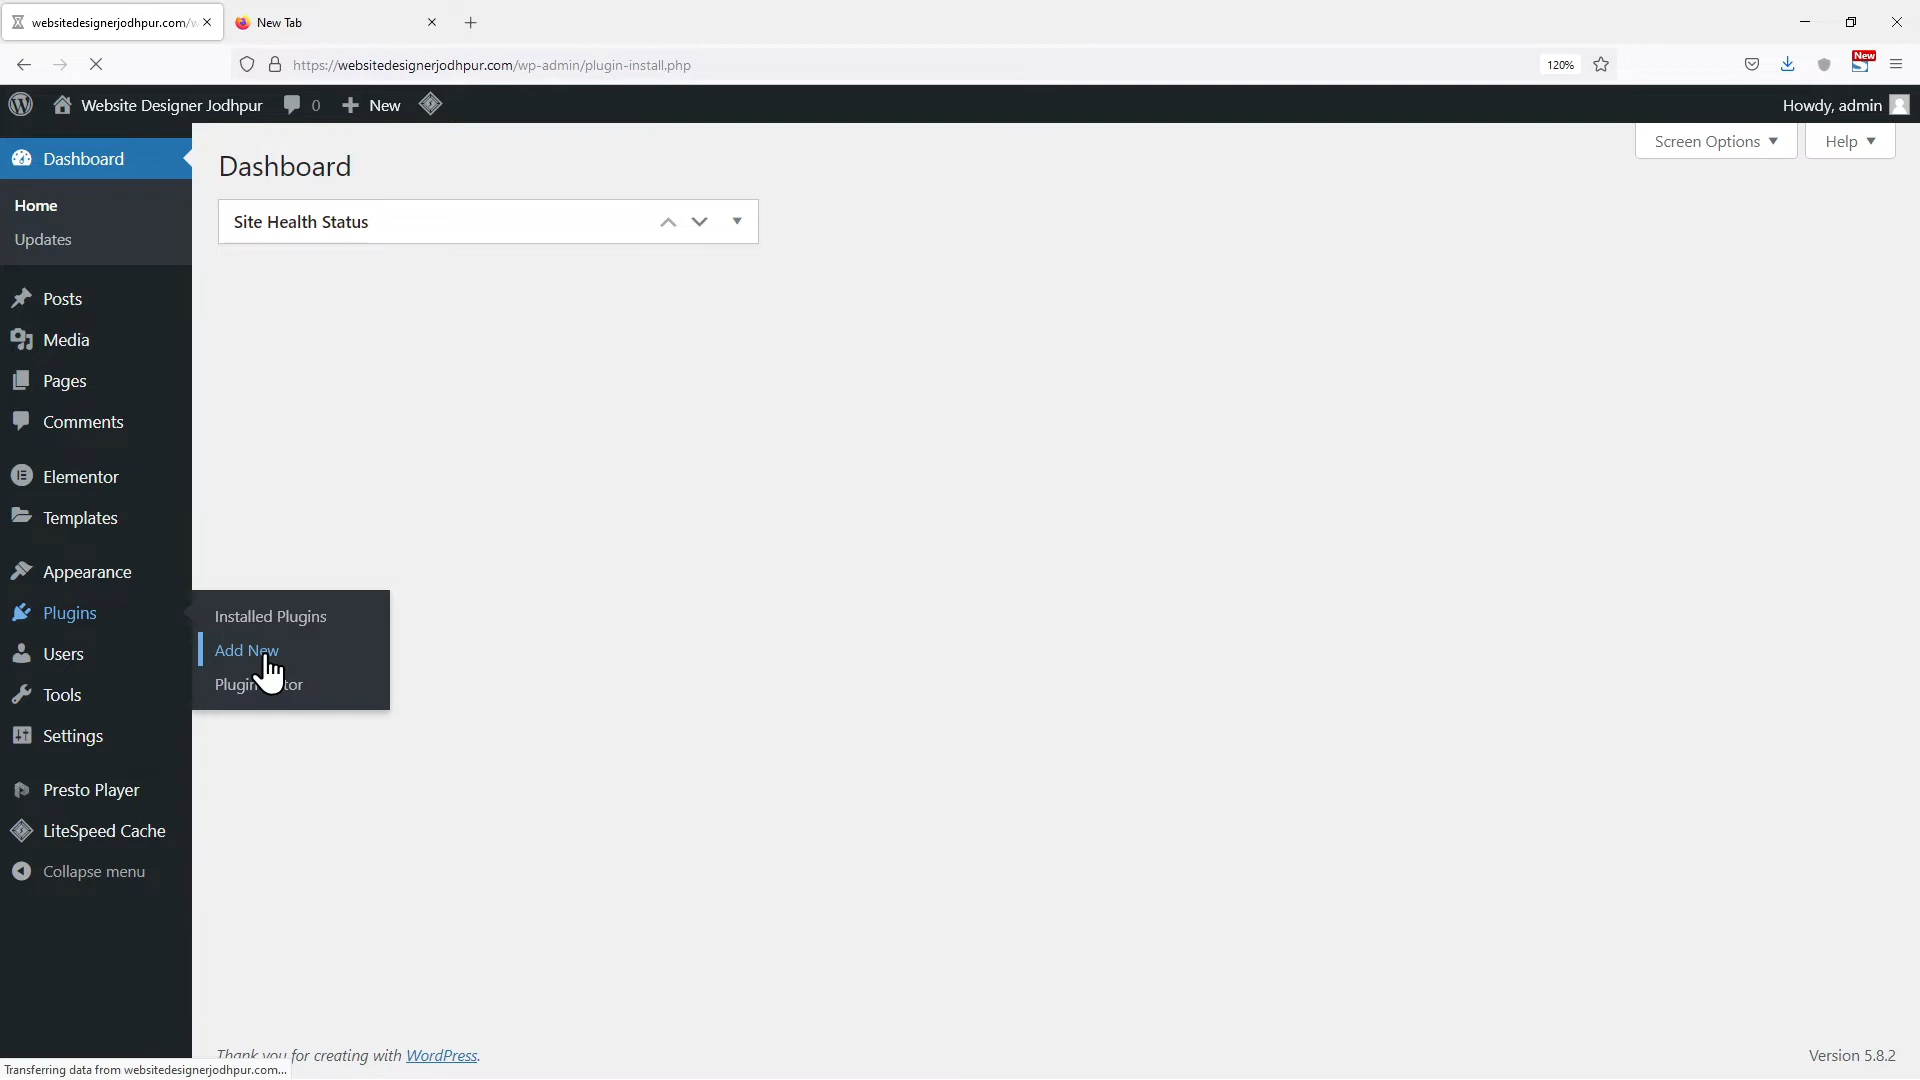 websitedesignerjodhpur.com/w
New Tab
https://websitedesignerjodhpur.com/wp-admin/plugin-install.php
120%
New
Website Designer Jodhpur
0
New
Howdy, admin
Dashboard
Home
Updates
Posts
Media
Pages
Comments
Elementor
Templates
Appearance
Plugins
Users
Tools
Settings
Presto Player
LiteSpeed Cache
Collapse menu
Installed Plugins
Add New
Plugin tor
Screen Options
Help
Dashboard
Site Health Status
Thank you for creating with WordPress.
Version 5.8.2
Transferring data from websitedesignerjodhpur.com...